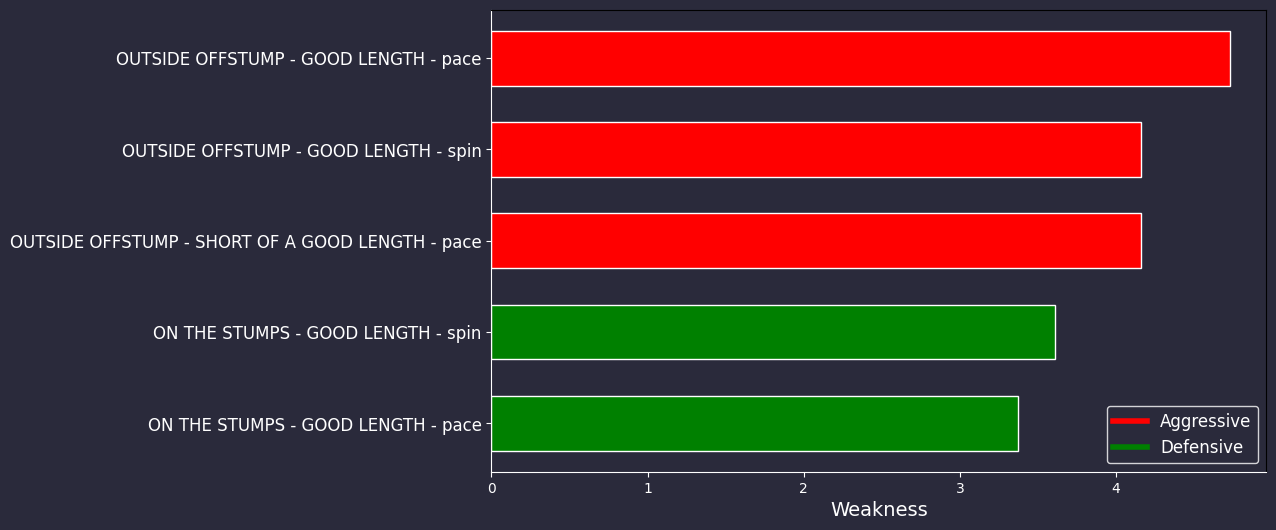 OUTSIDE OFFSTUMP - GOOD LENGTH - pace
OUTSIDE OFFSTUMP - GOOD LENGTH - spin
OUTSIDE OFFSTUMP - SHORT OF A GOOD LENGTH - pace
ON THE STUMPS - GOOD LENGTH - spin
ON THE STUMPS - GOOD LENGTH - pace
Aggressive
Defensive
0 1 2 3 4
Weakness